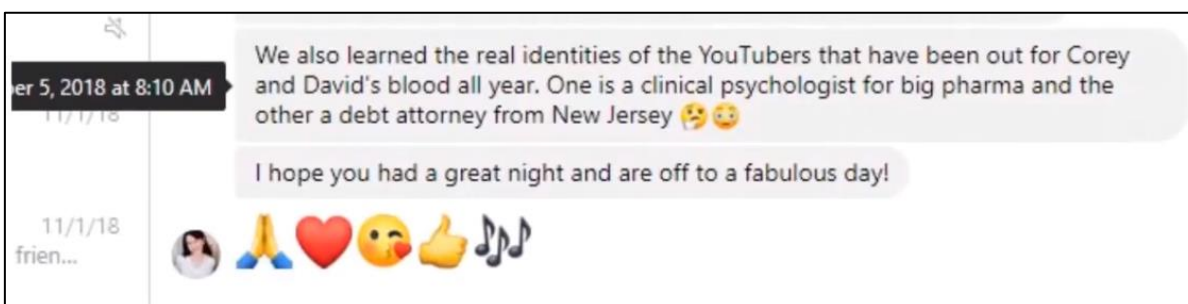 We also learned the real identities of the YouTubers that have been out for Corey
er 5, 2018 at 8:10 AM
and David's blood all year. One is a clinical psychologist for big pharma and the
11/1/18
other a debt attorney from New Jersey 🤔😳
I hope you had a great night and are off to a fabulous day!
11/1/18
frien...
🙏❤️😘👍🎶